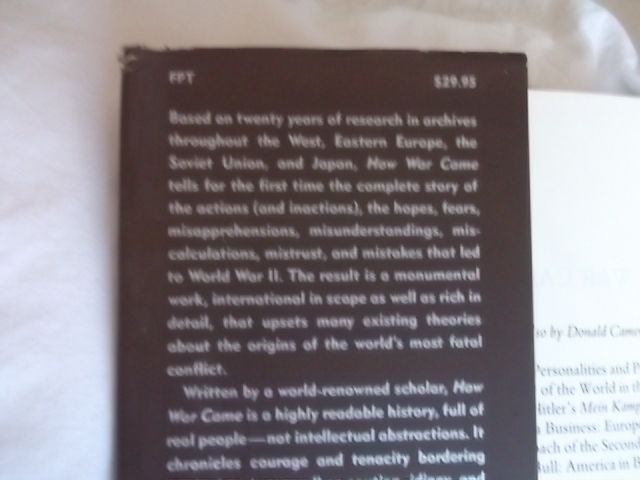 FPT $29.95
Based on twenty years of research in archives
throughout the West, Eastern Europe, the
Soviet Union, and Japan, How War Came
tells for the first time the complete story of
the actions (and inactions), the hopes, fears,
misapprehensions, misunderstandings, mis-
calculations, mistrust, and mistakes that led
to World War II. The result is a monumental
work, international in scope as well as rich in
detail, that upsets many existing theories
about the origins of the world's most fatal
conflict.
Written by a world-renowned scholar, How
War Came is a highly readable history, full of
real people—not intellectual abstractions. It
chronicles courage and tenacity bordering
so by Donald Came
Personalities and P
of the World in th
Hitler's Mein Kamp
Business: Europ
ach of the Second
Bull: America in B